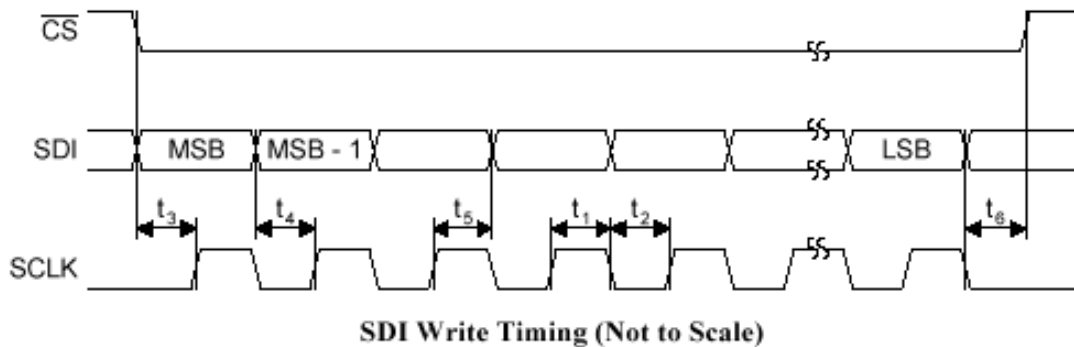 CS
SDI MSB MSB - 1 LSB
t₃ t₄ t₅ t₁ t₂ t₆
SCLK
SDI Write Timing (Not to Scale)